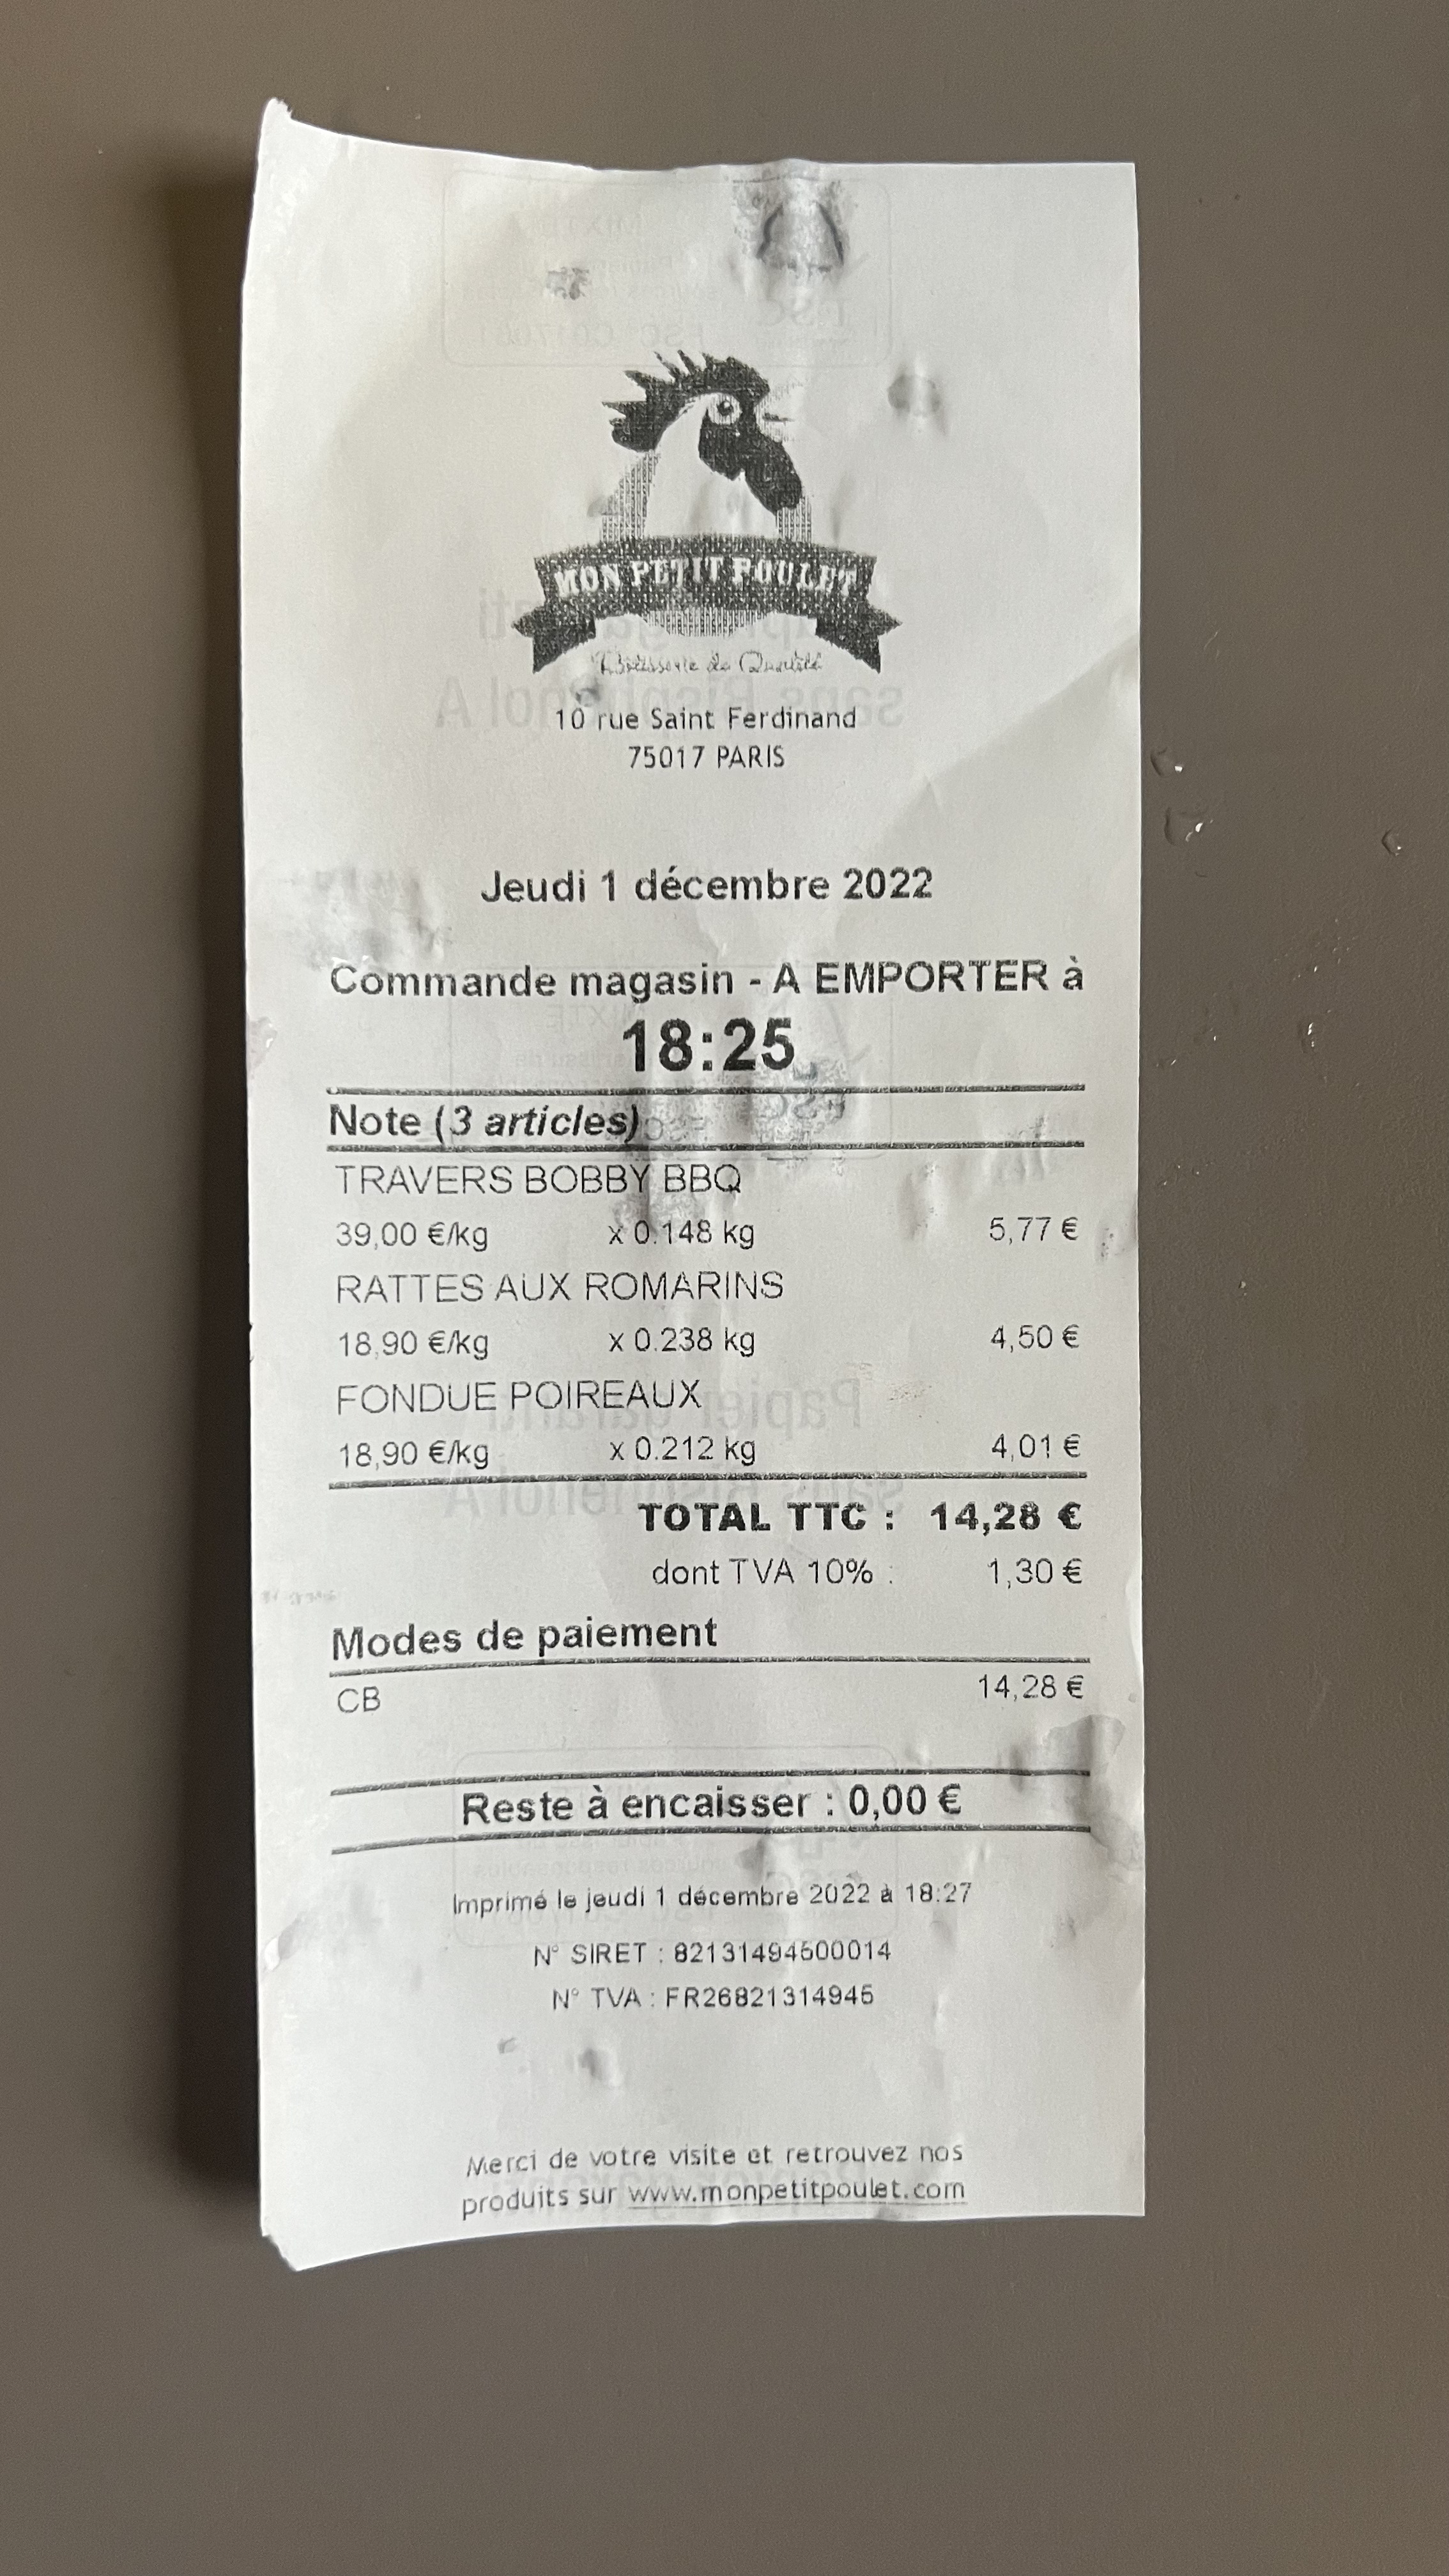 MON PETIT POULET
Rôtisserie de Qualité
10 rue Saint Ferdinand
75017 PARIS
Jeudi 1 décembre 2022
Commande magasin - A EMPORTER à
18:25
Note (3 articles)
TRAVERS BOBBY BBQ
39,00 €/kg x 0.148 kg 5,77 €
RATTES AUX ROMARINS
18,90 €/kg x 0.238 kg 4,50 €
FONDUE POIREAUX
18,90 €/kg x 0.212 kg 4,01 €
TOTAL TTC : 14,28 €
dont TVA 10% : 1,30 €
Modes de paiement
CB 14,28 €
Reste à encaisser : 0,00 €
Imprimé le jeudi 1 décembre 2022 à 18:27
N° SIRET :
N° TVA :
Merci de votre visite et retrouvez nos
produits sur www.monpetitpoulet.com